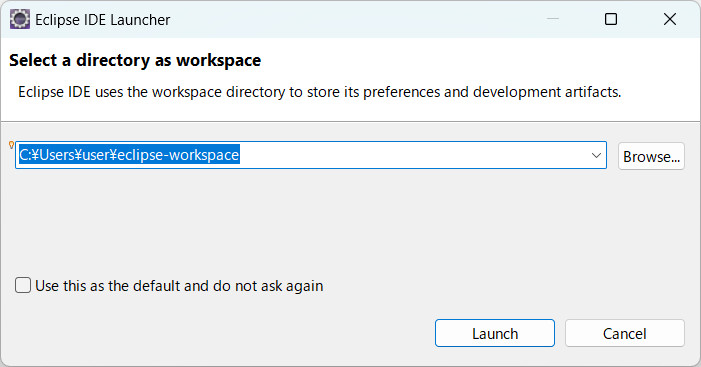 Eclipse IDE Launcher
Select a directory as workspace
Eclipse IDE uses the workspace directory to store its preferences and development artifacts.
C:¥Users¥user¥eclipse-workspace
Browse...
Use this as the default and do not ask again
Launch
Cancel